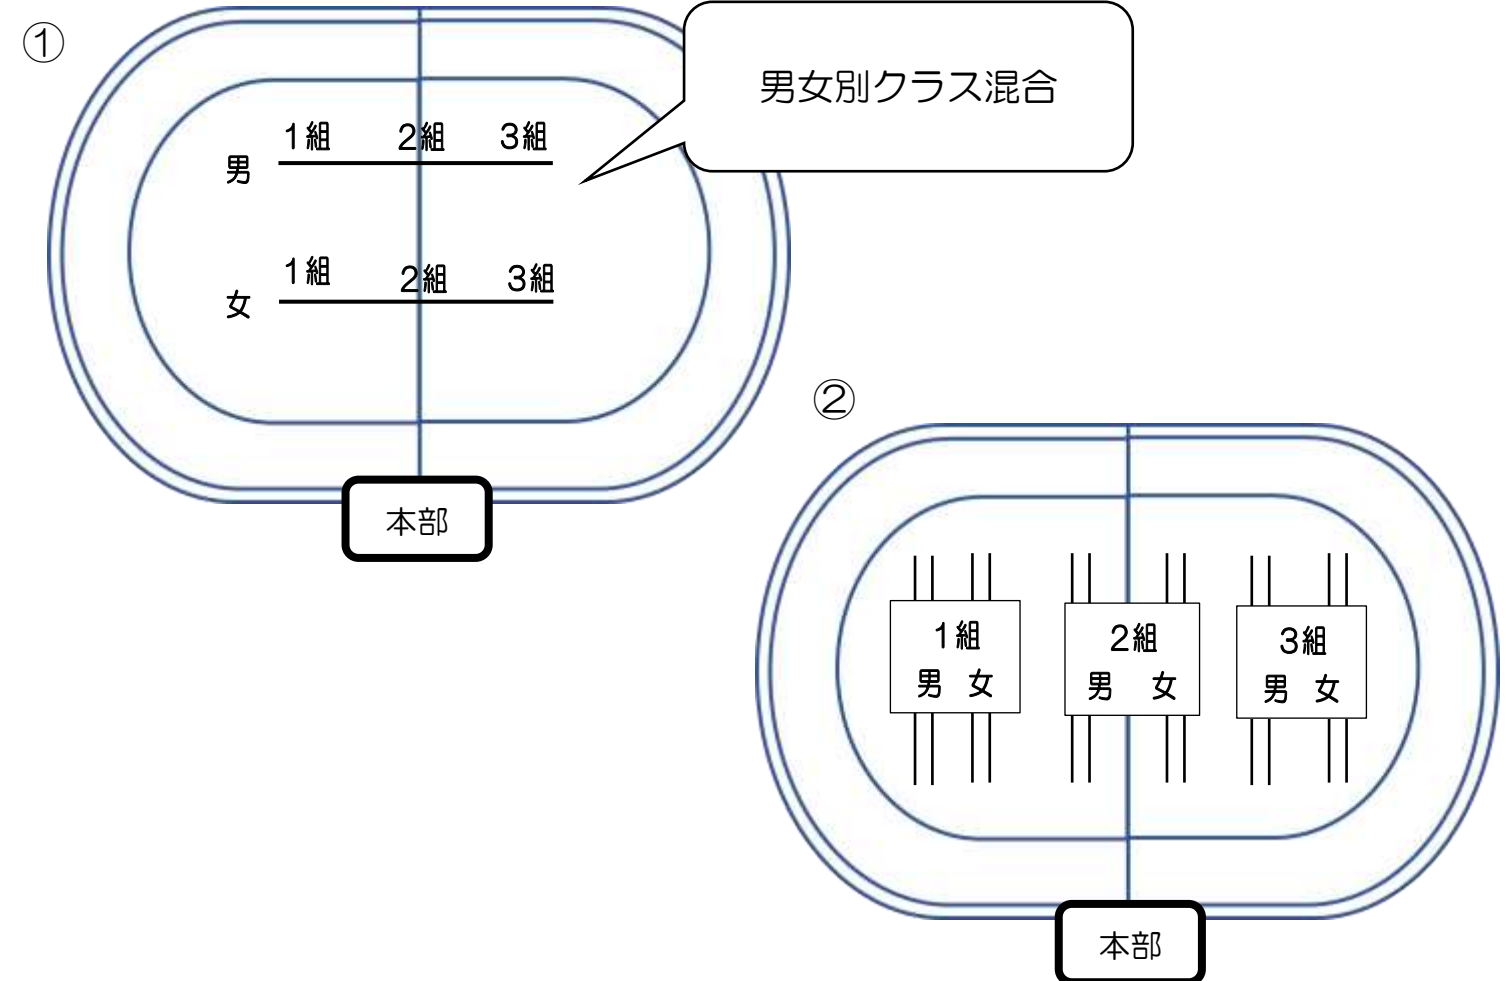 ①
男女別クラス混合
1組 2組 3組
男
1組 2組 3組
女
本部
②
1組 2組 3組
男 女 男 女 男 女
本部